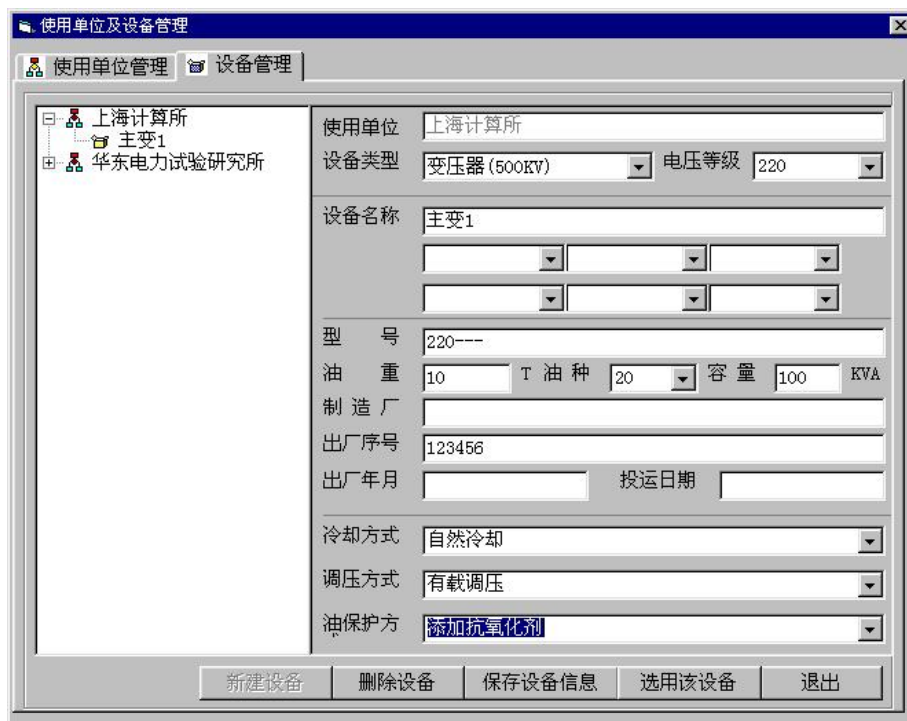 使用单位及设备管理
使用单位管理 设备管理
上海计算所
主变1
华东电力试验研究所
使用单位 上海计算所
设备类型 变压器(500KV) 电压等级 220
设备名称 主变1
型 号 220---
油 重 10 T 油种 20 容量 100 KVA
制造厂
出厂序号 123456
出厂年月 投运日期
冷却方式 自然冷却
调压方式 有载调压
油保护方 添加抗氧化剂
新建设备 删除设备 保存设备信息 选用该设备 退出